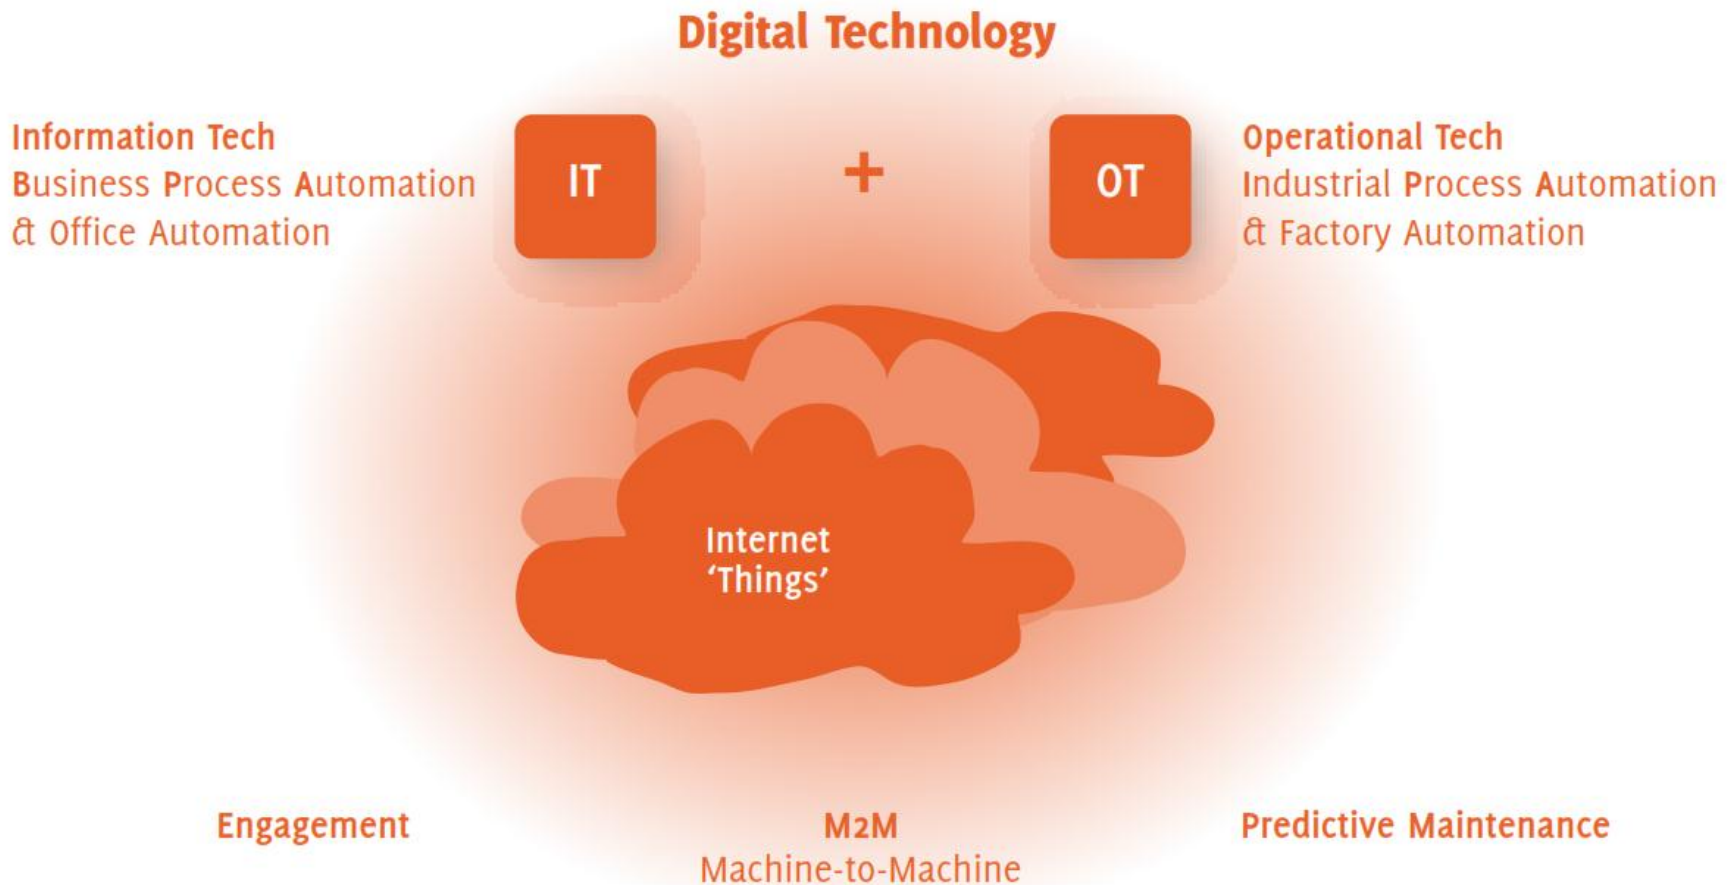 Digital Technology
Information Tech
Business Process Automation
& Office Automation
IT
+
OT
Operational Tech
Industrial Process Automation
& Factory Automation
Internet
‘Things’
Engagement
M2M
Machine-to-Machine
Predictive Maintenance